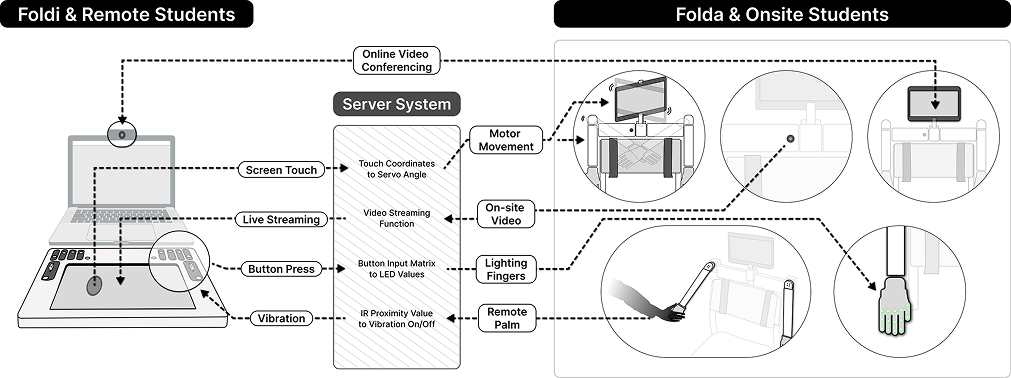 Foldi & Remote Students
Folda & Onsite Students
Online Video
Conferencing
Server System
Motor
Movement
Screen Touch
Touch Coordinates
to Servo Angle
Live Streaming
Video Streaming
Function
On-site
Video
Button Press
Button Input Matrix
to LED Values
Lighting
Fingers
Vibration
IR Proximity Value
to Vibration On/Off
Remote
Palm